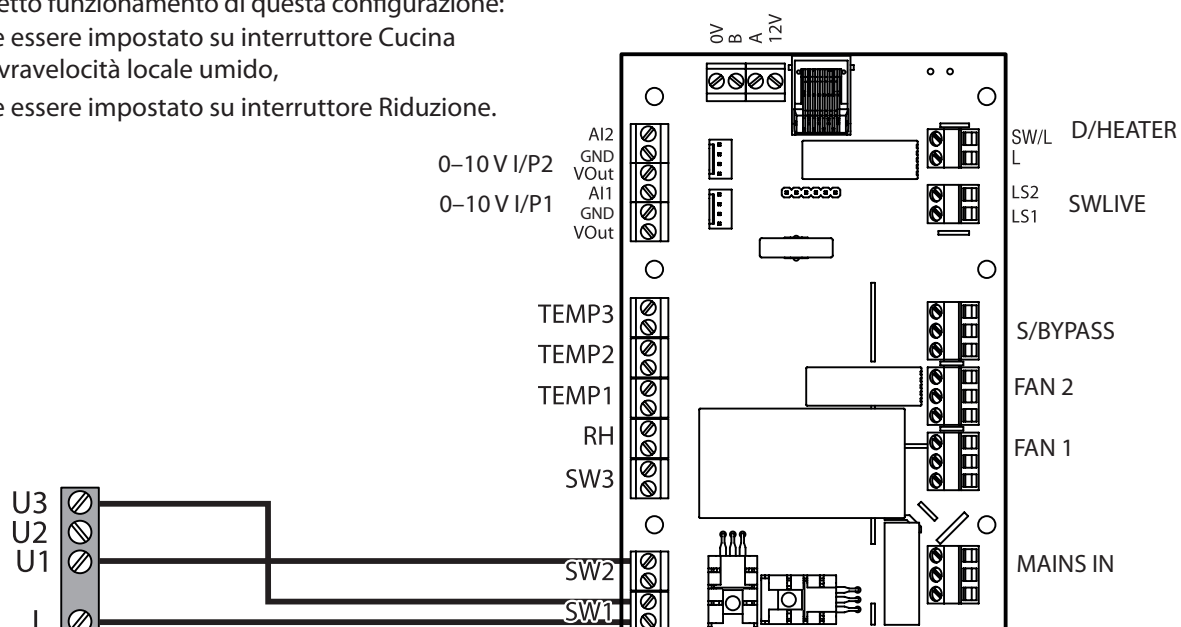 etto funzionamento di questa configurazione:
e essere impostato su interruttore Cucina
vravelocità locale umido,
e essere impostato su interruttore Riduzione.
0V
B
A
12V
AI2
GND
VOut
AI1
GND
VOut
0–10 V I/P2
0–10 V I/P1
SW/L
L
D/HEATER
LS2
LS1
SWLIVE
TEMP3
TEMP2
TEMP1
RH
SW3
S/BYPASS
FAN 2
FAN 1
U3
U2
U1
L
SW2
SW1
MAINS IN